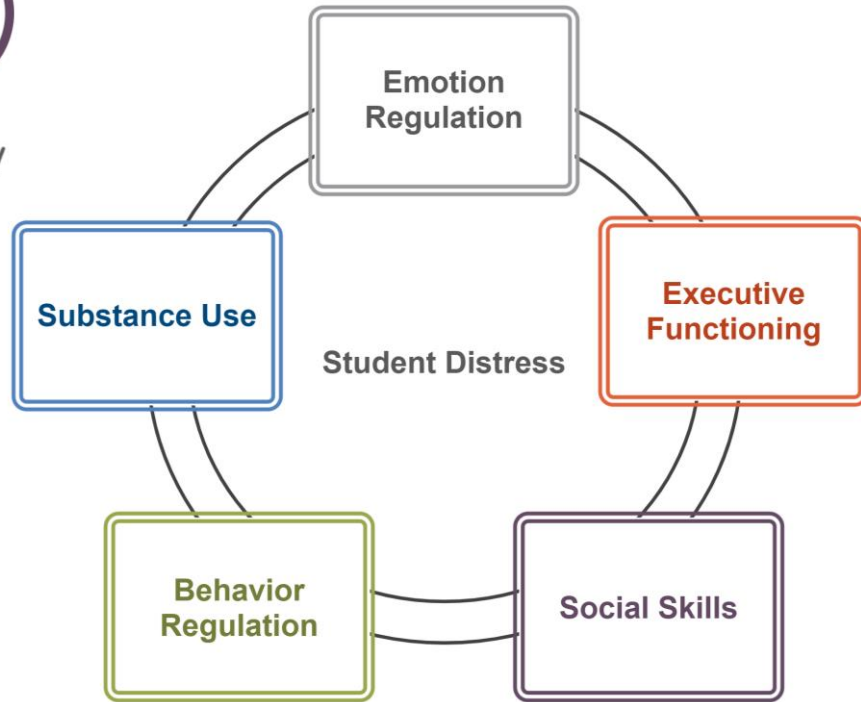 Emotion
Regulation
Executive
Functioning
Substance Use
Student Distress
Behavior
Regulation
Social Skills